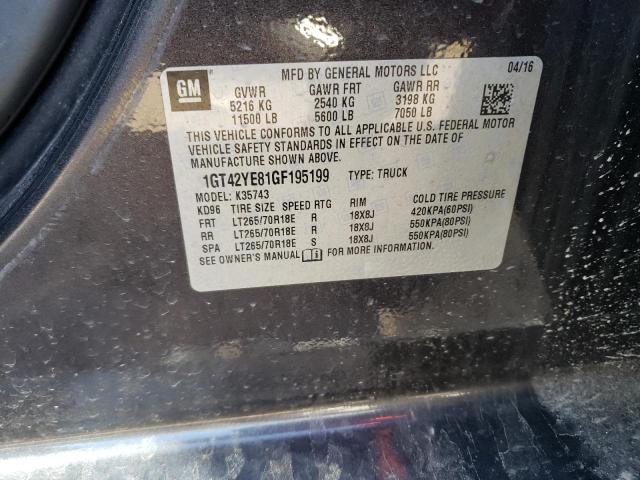 GM MFD BY GENERAL MOTORS LLC 04/16
GVWR GAWR FRT GAWR RR
5216 KG 2540 KG 3198 KG
11500 LB 5600 LB 7050 LB
THIS VEHICLE CONFORMS TO ALL APPLICABLE U.S. FEDERAL MOTOR
VEHICLE SAFETY STANDARDS IN EFFECT ON THE DATE OF
MANUFACTURE SHOWN ABOVE.
1GT42YE81GF195199 TYPE: TRUCK
MODEL: K35743
KD96 TIRE SIZE SPEED RTG RIM COLD TIRE PRESSURE
FRT LT265/70R18E R 18X8J 420KPA(60PSI)
RR LT265/70R18E R 18X8J 550KPA(80PSI)
SPA LT265/70R18E S 18X8J 550KPA(80PSI)
SEE OWNER'S MANUAL FOR MORE INFORMATION.